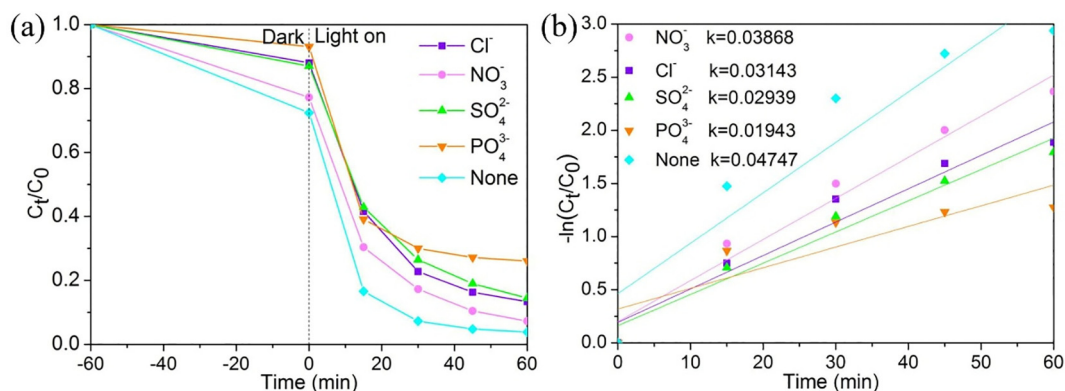 (a)
Dark Light on
Cl⁻
NO₃⁻
SO₄²⁻
PO₄³⁻
None
1.0
0.8
0.6
0.4
0.2
0.0
Cₜ/C₀
-60 -40 -20 0 20 40 60
Time (min)
(b)
NO₃⁻ k=0.03868
Cl⁻ k=0.03143
SO₄²⁻ k=0.02939
PO₄³⁻ k=0.01943
None k=0.04747
-3.0
2.5
2.0
1.5
1.0
0.5
0.0
-ln(Cₜ/C₀)
0 10 20 30 40 50 60
Time (min)